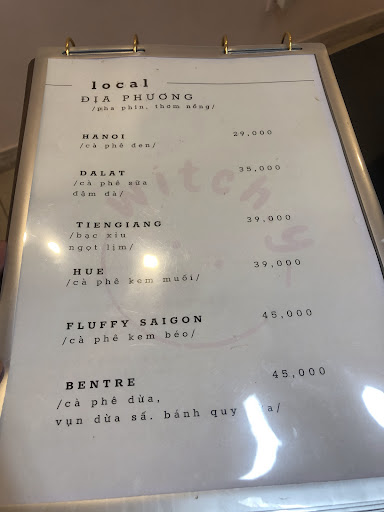 local
ĐỊA PHƯƠNG
/pha phin, thơm nồng/
HANOI 29,000
/cà phê đen/
DALAT 35,000
/cà phê sữa
đậm đà/
TIENGIANG 39,000
/bạc xỉu
ngọt lịm/
HUE 39,000
/cà phê kem muối/
FLUFFY SAIGON 45,000
/cà phê kem béo/
BENTRE 45,000
/cà phê dừa,
vụn dừa sấ. bánh quy
witch